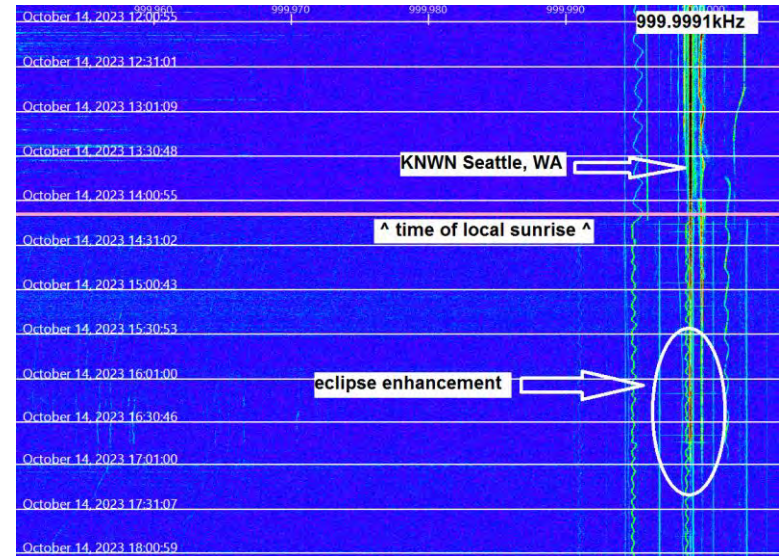 999.960 999.970 999.980 999.990
999.9991kHz
October 14, 2023 12:00:55
October 14, 2023 12:31:01
October 14, 2023 13:01:09
October 14, 2023 13:30:48
KNWN Seattle, WA
October 14, 2023 14:00:55
^ time of local sunrise ^
October 14, 2023 14:31:02
October 14, 2023 15:00:43
October 14, 2023 15:30:53
October 14, 2023 16:01:00
eclipse enhancement
October 14, 2023 16:30:46
October 14, 2023 17:01:00
October 14, 2023 17:31:07
October 14, 2023 18:00:59